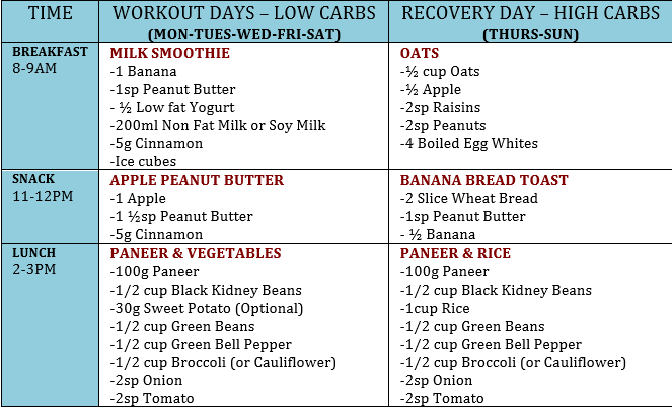 TIME
WORKOUT DAYS – LOW CARBS
(MON-TUES-WED-FRI-SAT)
RECOVERY DAY – HIGH CARBS
(THURS-SUN)
BREAKFAST
8-9AM
MILK SMOOTHIE
-1 Banana
-1sp Peanut Butter
- ½ Low fat Yogurt
-200ml Non Fat Milk or Soy Milk
-5g Cinnamon
-Ice cubes
OATS
-½ cup Oats
-½ Apple
-2sp Raisins
-2sp Peanuts
-4 Boiled Egg Whites
SNACK
11-12PM
APPLE PEANUT BUTTER
-1 Apple
-1 ½sp Peanut Butter
-5g Cinnamon
BANANA BREAD TOAST
-2 Slice Wheat Bread
-1sp Peanut Butter
- ½ Banana
LUNCH
2-3PM
PANEER & VEGETABLES
-100g Paneer
-1/2 cup Black Kidney Beans
-30g Sweet Potato (Optional)
-1/2 cup Green Beans
-1/2 cup Green Bell Pepper
-1/2 cup Broccoli (or Cauliflower)
-2sp Onion
-2sp Tomato
PANEER & RICE
-100g Paneer
-1/2 cup Black Kidney Beans
-1cup Rice
-1/2 cup Green Beans
-1/2 cup Green Bell Pepper
-1/2 cup Broccoli (or Cauliflower)
-2sp Onion
-2sp Tomato